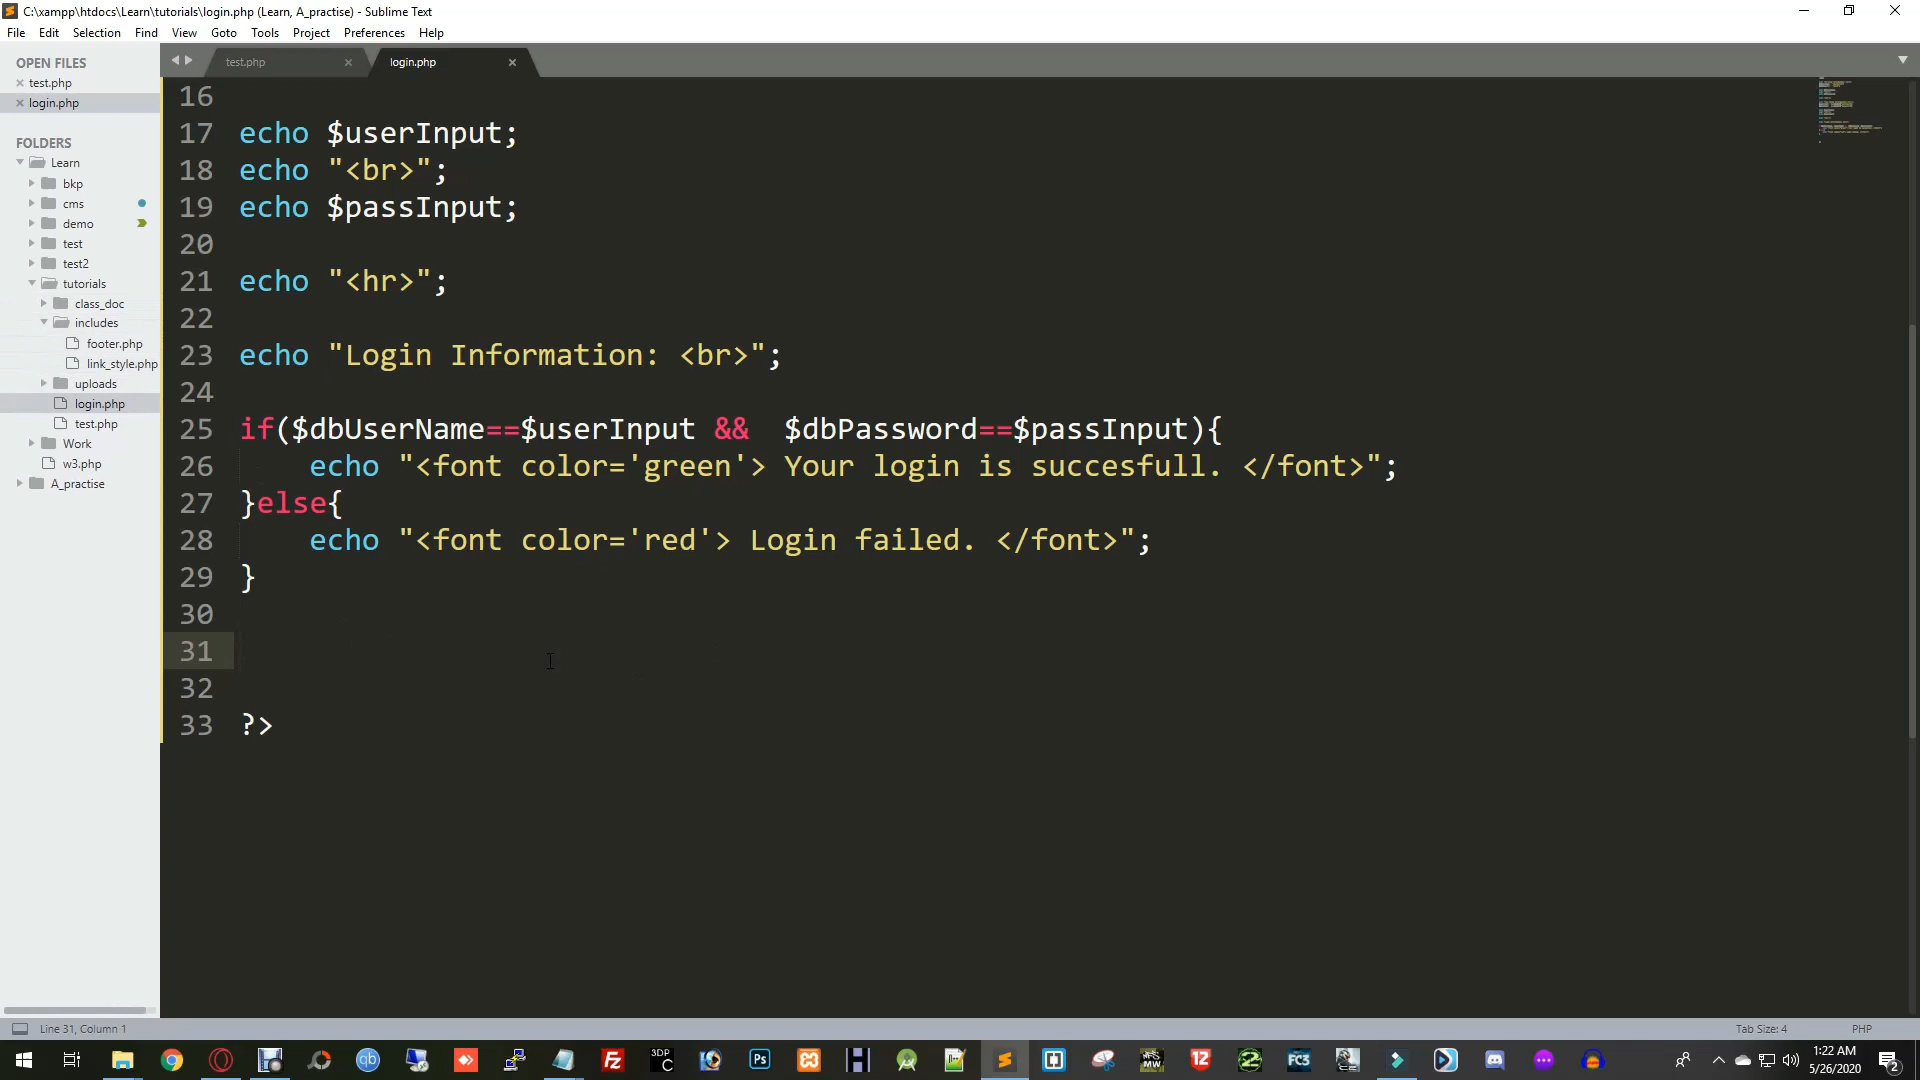 C:\xampp\htdocs\Learn\tutorials\login.php (Learn, A_practise) - Sublime Text
File Edit Selection Find View Goto Tools Project Preferences Help
OPEN FILES
test.php
login.php
FOLDERS
Learn
bkp
cms
demo
test
test2
tutorials
class_doc
includes
footer.php
link_style.php
uploads
login.php
test.php
Work
w3.php
A_practise
test.php
login.php
16
17 echo $userInput;
18 echo "<br>";
19 echo $passInput;
20
21 echo "<hr>";
22
23 echo "Login Information: <br>";
24
25 if($dbUserName==$userInput &&  $dbPassword==$passInput){
26     echo "<font color='green'> Your login is succesfull. </font>";
27 }else{
28     echo "<font color='red'> Login failed. </font>";
29 }
30
31
32
33 ?>
Line 31, Column 1
Tab Size: 4
PHP
1:22 AM
5/26/2020